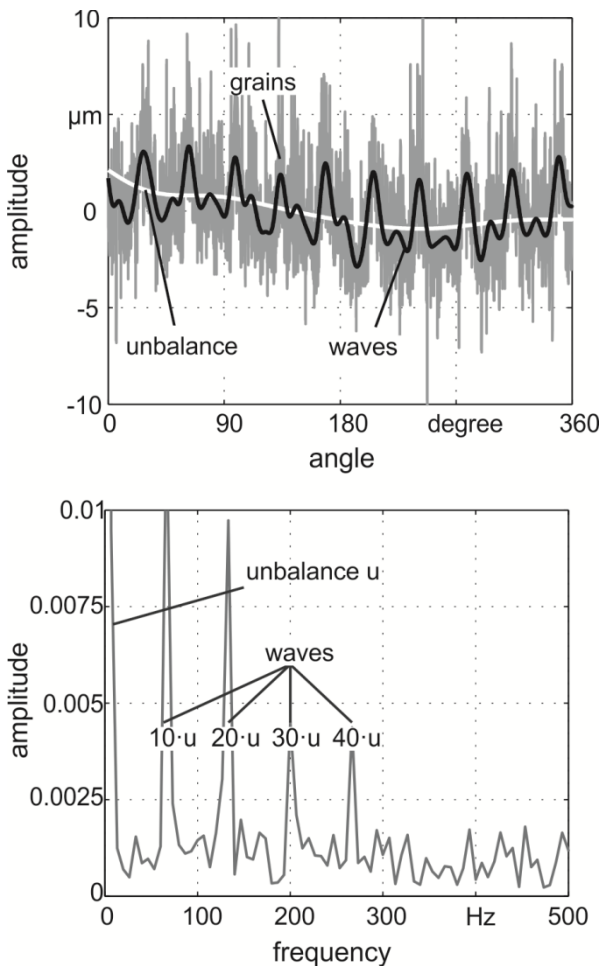 10
µm
0
-5
-10
amplitude
grains
unbalance
waves
0 90 180 degree 360
angle
0.01
0.0075
0.005
0.0025
0
amplitude
unbalance u
waves
10·u 20·u 30·u 40·u
0 100 200 300 Hz 500
frequency